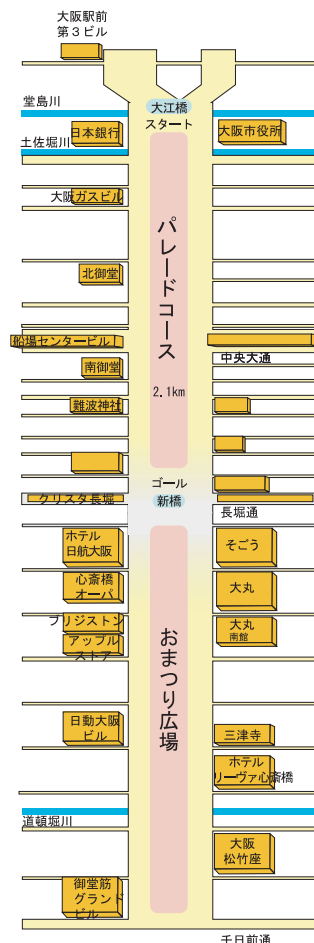 大阪駅前
第3ビル
堂島川
大江橋
スタート
日本銀行
大阪市役所
土佐堀川
大阪ガスビル
パレードコース
2.1km
北御堂
船場センタービル
中央大通
南御堂
難波神社
ゴール
新橋
クリスタ長堀
長堀通
ホテル
日航大阪
そごう
心斎橋
オーパ
大丸
ブリジストン
アップル
ストア
大丸
南館
おまつり広場
日動大阪
ビル
三津寺
ホテル
リーヴァ心斎橋
道頓堀川
大阪
松竹座
御堂筋
グランド
ビル
千日前通